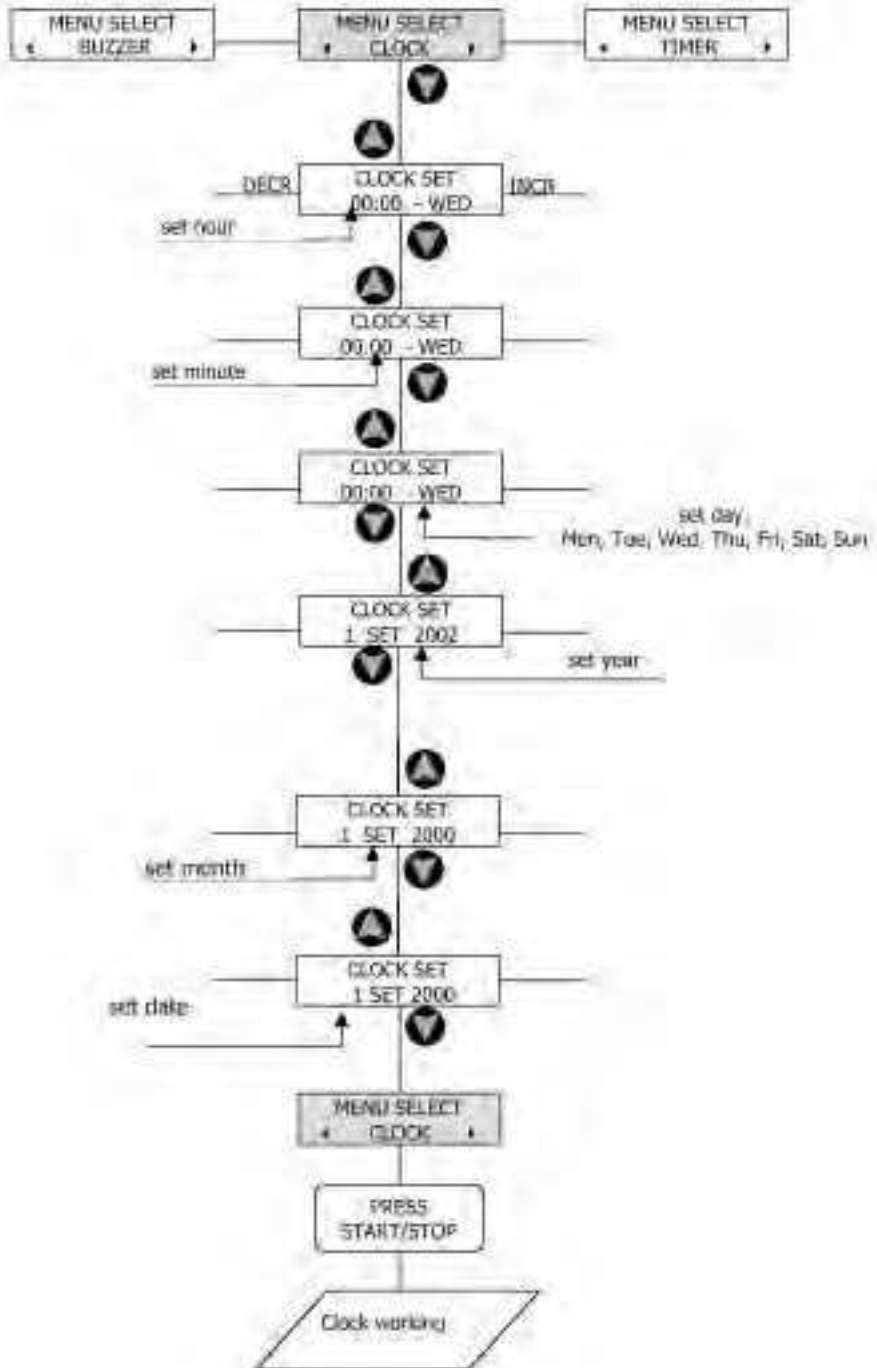 MENU SELECT
BUZZER
MENU SELECT
CLOCK
MENU SELECT
TIMER
DECR
CLOCK SET
00:00 - WED
INCR
set hour
CLOCK SET
00:00 - WED
set minute
CLOCK SET
00:00 - WED
set day,
Mon, Tue, Wed, Thu, Fri, Sat, Sun
CLOCK SET
1 SET 2002
set year
CLOCK SET
1 SET 2000
set month
CLOCK SET
1 SET 2000
set date
MENU SELECT
CLOCK
PRESS
START/STOP
Clock working